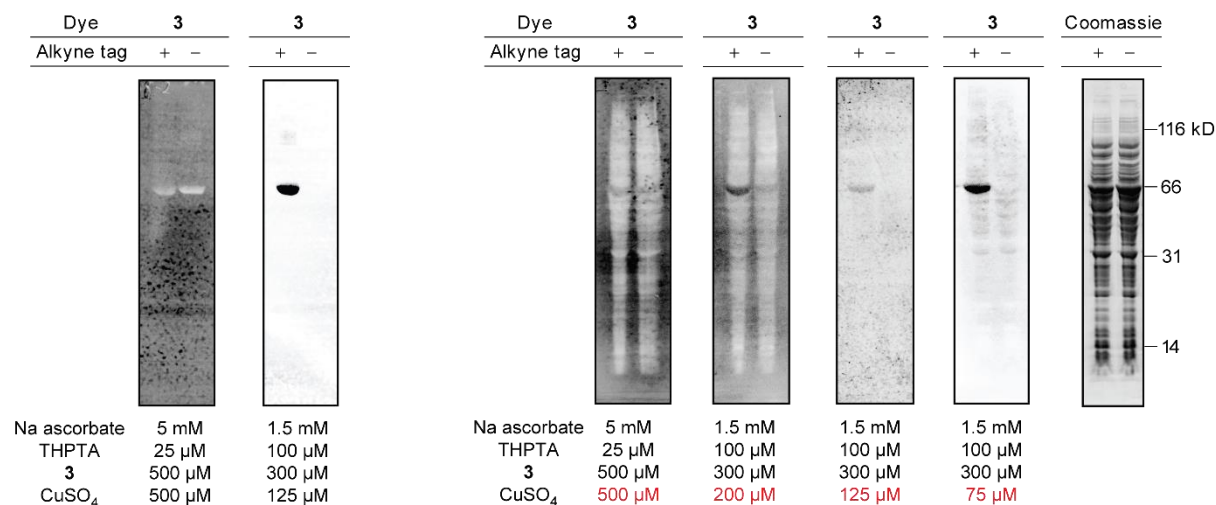 Dye 3 3
Alkyne tag + − +
Na ascorbate 5 mM 1.5 mM
THPTA 25 µM 100 µM
3 500 µM 300 µM
CuSO₄ 500 µM 125 µM
Dye 3 3 3 3 Coomassie
Alkyne tag + − + − + − + − + −
116 kD
66
31
14
Na ascorbate 5 mM 1.5 mM 1.5 mM 1.5 mM
THPTA 25 µM 100 µM 100 µM 100 µM
3 500 µM 300 µM 300 µM 300 µM
CuSO₄ 500 µM 200 µM 125 µM 75 µM